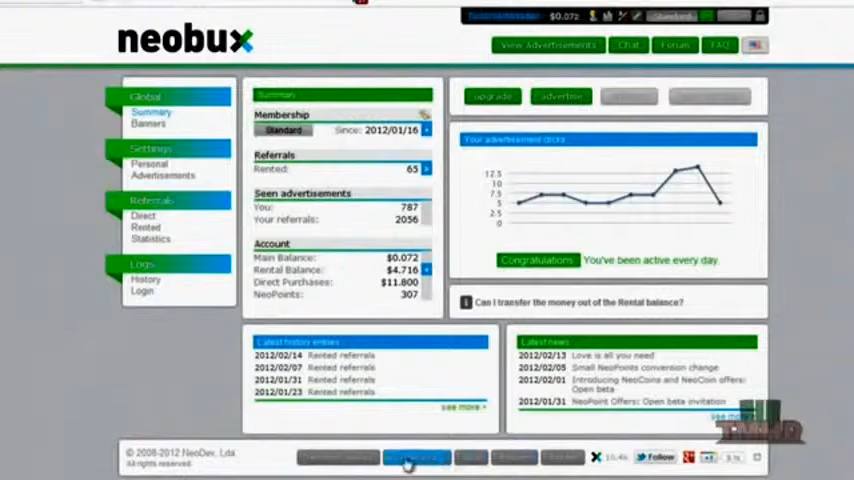 neobux
$0.072
Standard
View Advertisements
Chat
Forum
FAQ
Global
Summary
Banners
Settings
Personal
Advertisements
Referrals
Direct
Rented
Statistics
Logs
History
Login
Summary
Membership
Standard Since: 2012/01/16
Referrals
Rented: 65
Seen advertisements
You: 787
Your referrals: 2056
Account
Main Balance: $0.072
Rental Balance: $4.716
Direct Purchases: $11.800
NeoPoints: 307
upgrade
advertise
Your advertisement clicks
12.5
10
7.5
5
2.5
0
Congratulations You've been active every day.
Can I transfer the money out of the Rental balance?
Latest history entries
2012/02/14 Rented referrals
2012/02/07 Rented referrals
2012/01/31 Rented referrals
2012/01/23 Rented referrals
see more
Latest news
2012/02/13 Love is all you need
2012/02/05 Small NeoPoints conversion change
2012/02/01 Introducing NeoCoins and NeoCoin offers:
Open beta
2012/01/31 NeoPoint Offers: Open beta invitation
see more
© 2008-2012 NeoDev, Lda.
All rights reserved.
Follow